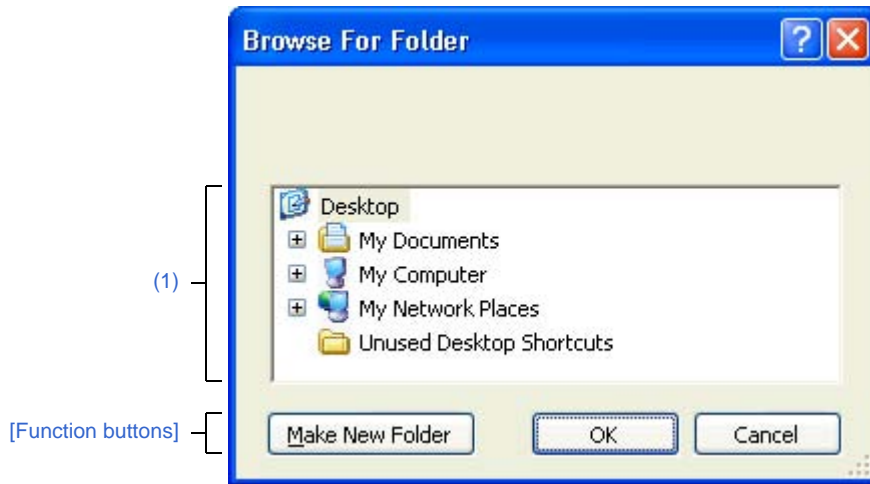 Browse For Folder
Desktop
My Documents
(1)
My Computer
My Network Places
Unused Desktop Shortcuts
[Function buttons]
Make New Folder
OK
Cancel